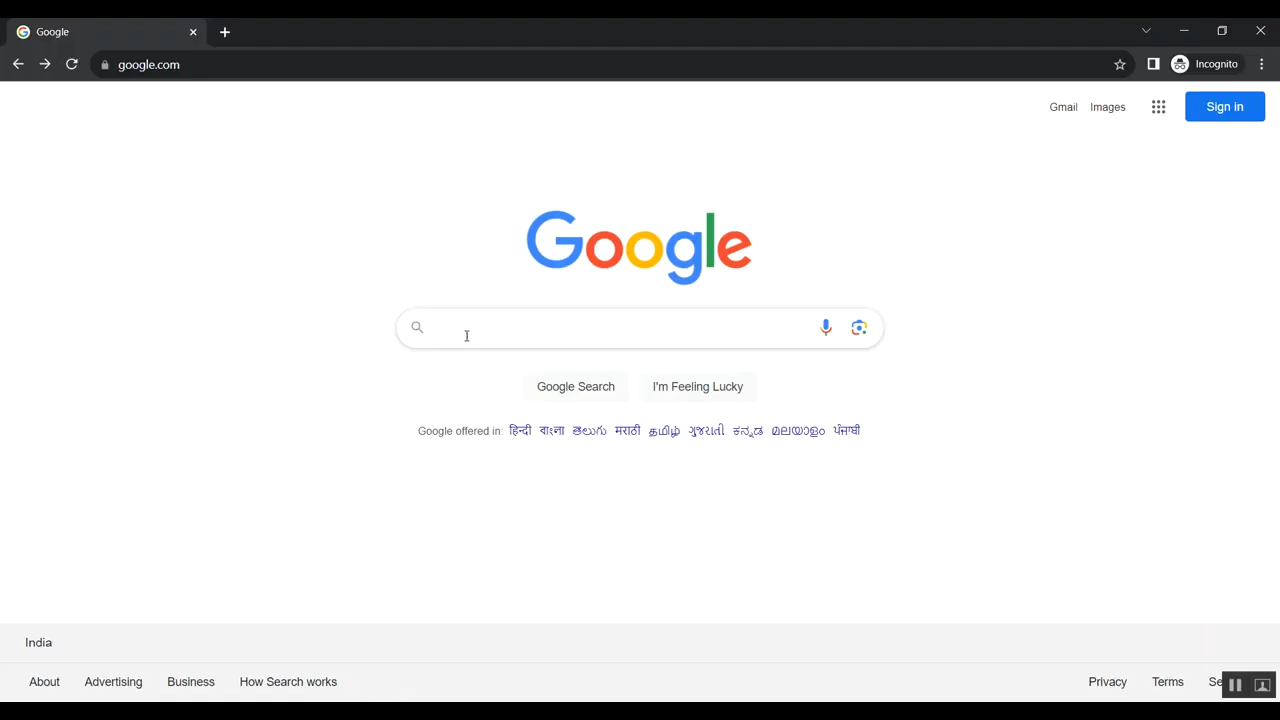 Google
google.com
Incognito
Gmail Images
Sign in
Google
Google Search I'm Feeling Lucky
Google offered in: हिन्दी বাংলা తెలుగు मराठी தமிழ் ગુજરાતી ಕನ್ನಡ മലയാളം ਪੰਜਾਬੀ
India
About Advertising Business How Search works Privacy Terms Se